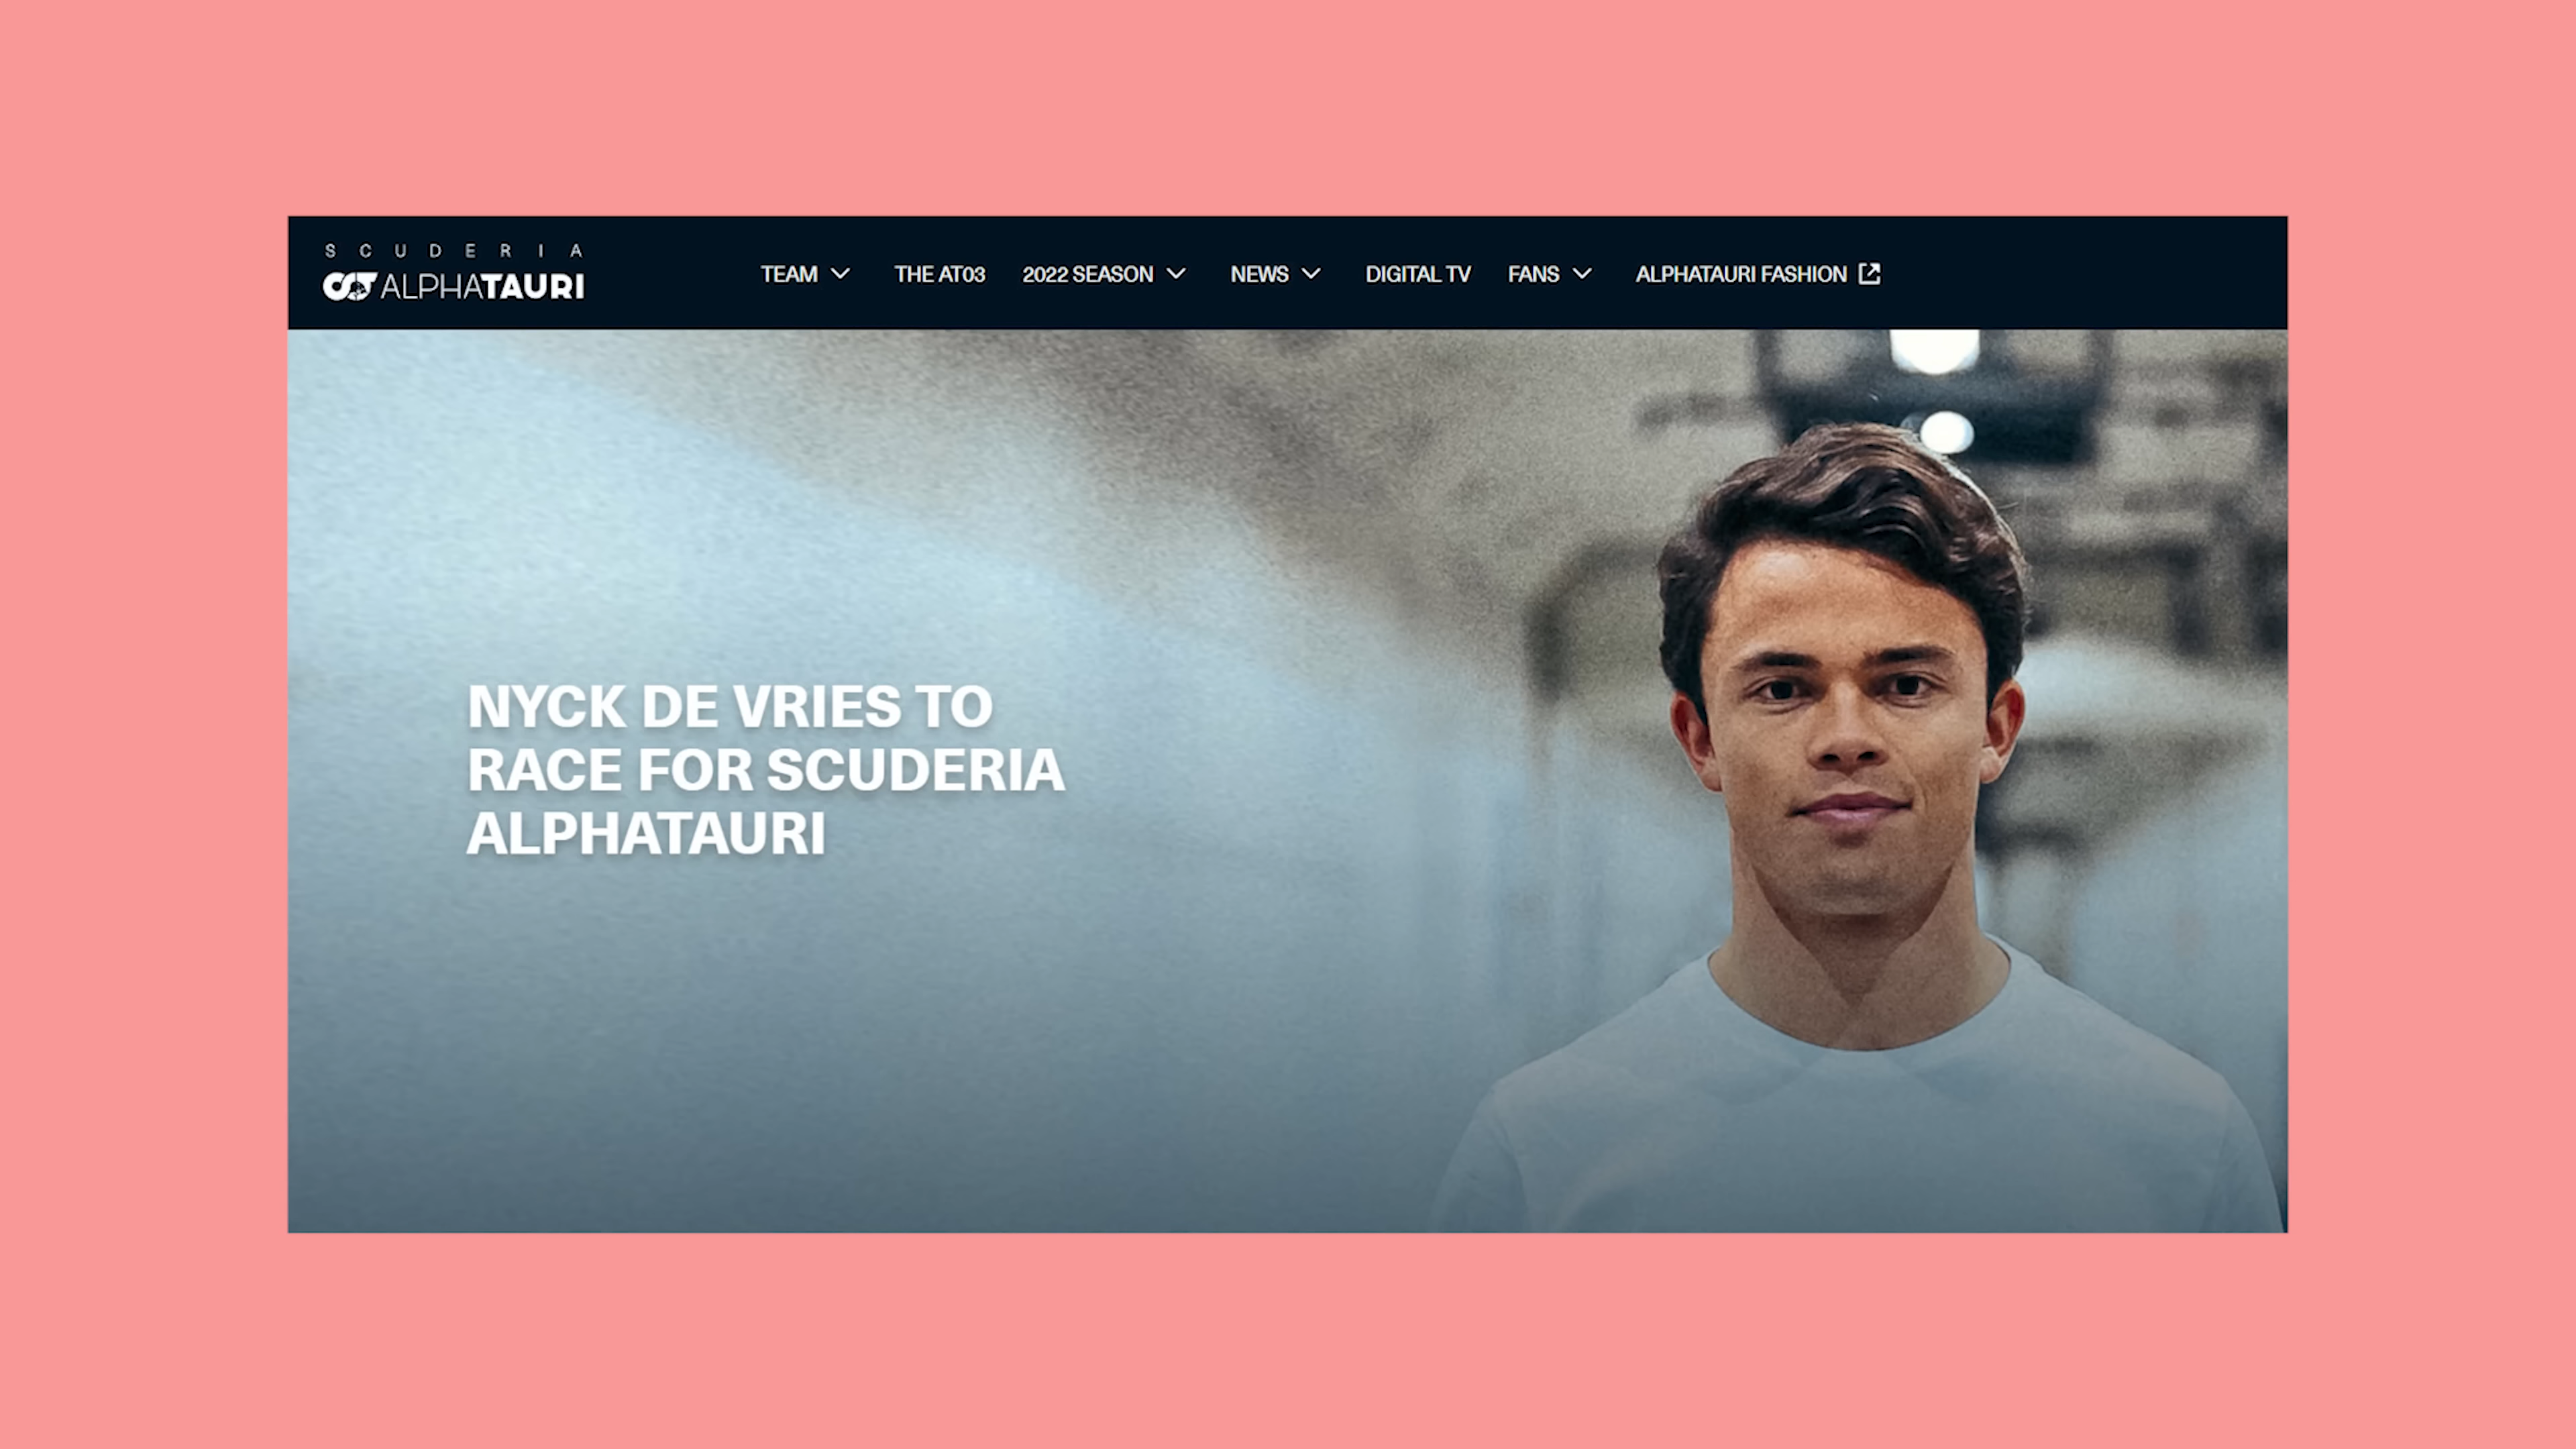 SCUDERIA
ALPHATAURI
TEAM THE AT03 2022 SEASON NEWS DIGITAL TV FANS ALPHATAURI FASHION
NYCK DE VRIES TO
RACE FOR SCUDERIA
ALPHATAURI